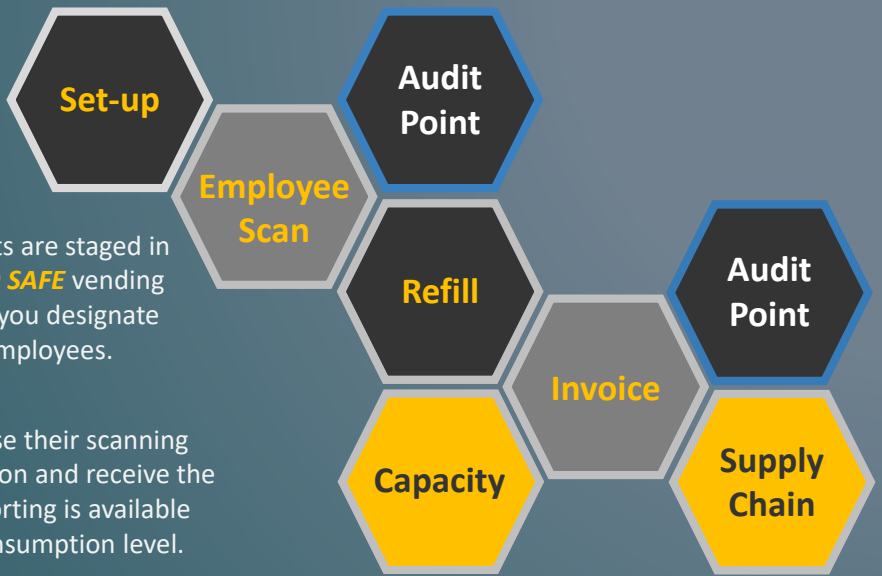 Set-up
Audit
Point
Employee
Scan
ts are staged in
SAFE vending
you designate
mployees.
Refill
Audit
Point
Invoice
se their scanning
on and receive the
orting is available
nsumption level.
Capacity
Supply
Chain